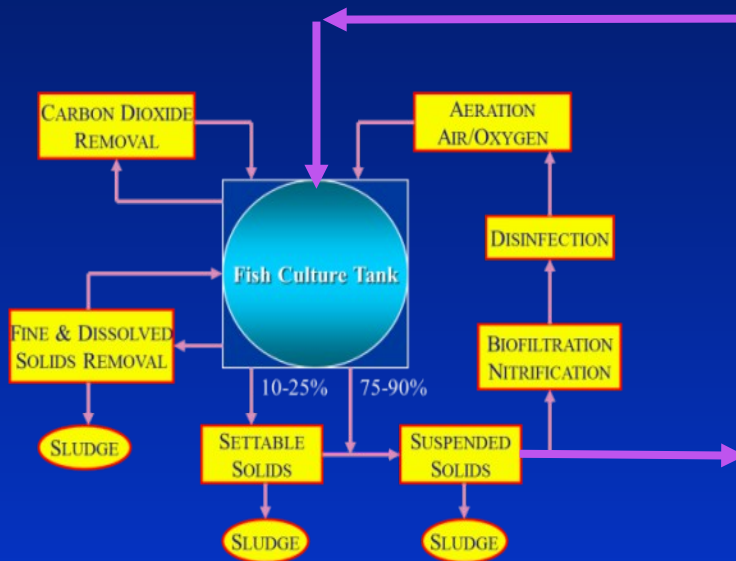 CARBON DIOXIDE
REMOVAL
AERATION
AIR/OXYGEN
DISINFECTION
Fish Culture Tank
FINE & DISSOLVED
SOLIDS REMOVAL
BIOFILTRATION
NITRIFICATION
10-25%
75-90%
SLUDGE
SETTABLE
SOLIDS
SUSPENDED
SOLIDS
SLUDGE
SLUDGE